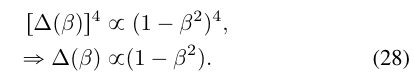 [Δ(β)]⁴ ∝ (1 − β²)⁴,
⇒ Δ(β) ∝(1 − β²). (28)